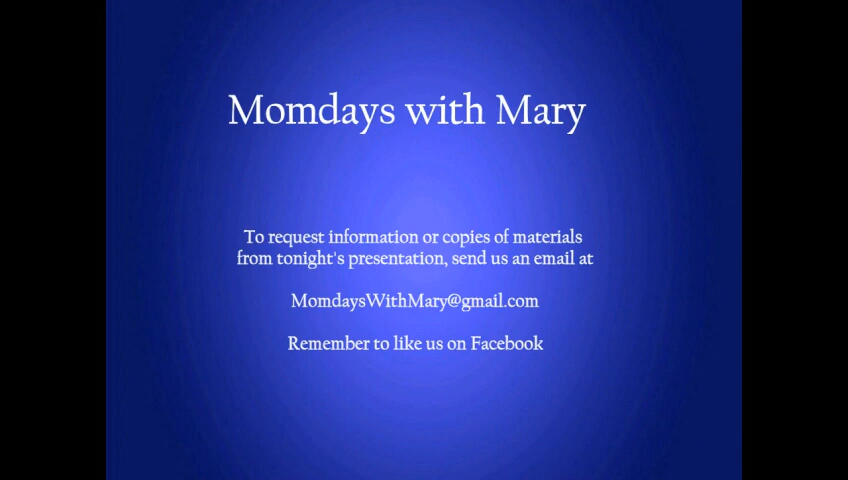 Momdays with Mary
To request information or copies of materials
from tonight's presentation, send us an email at
MomdaysWithMary@gmail.com
Remember to like us on Facebook